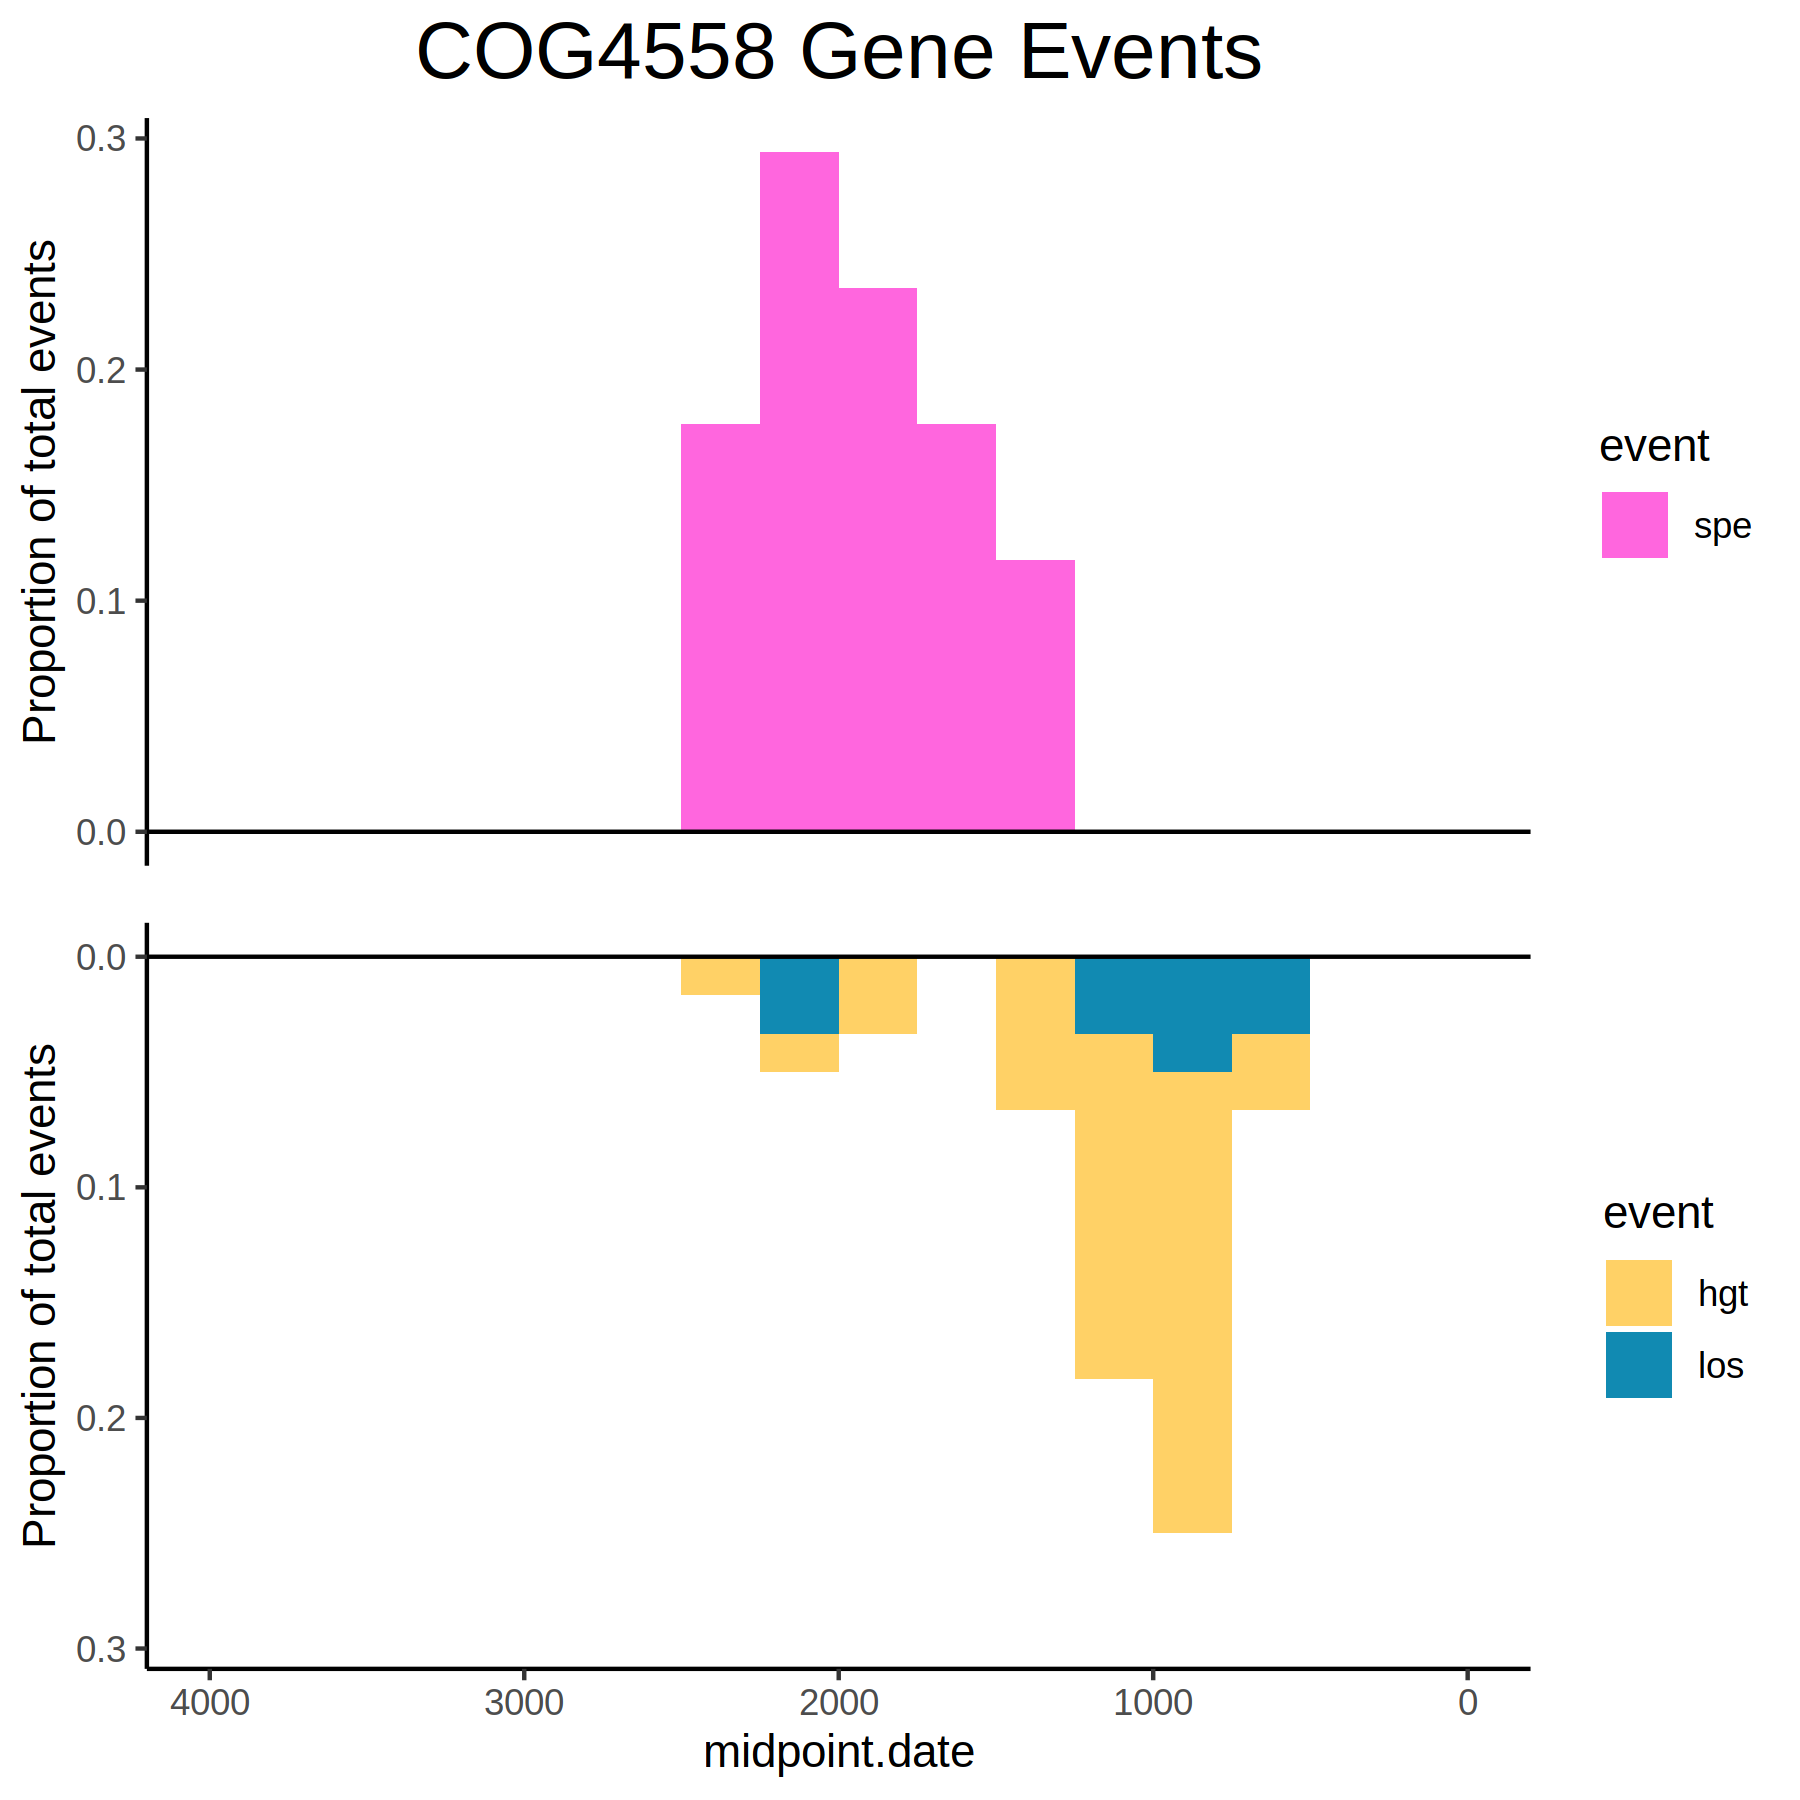 COG4558 Gene Events
Proportion of total events
0.3
0.2
0.1
0.0
event
spe
Proportion of total events
0.0
0.1
0.2
0.3
event
hgt
los
4000 3000 2000 1000 0
midpoint.date